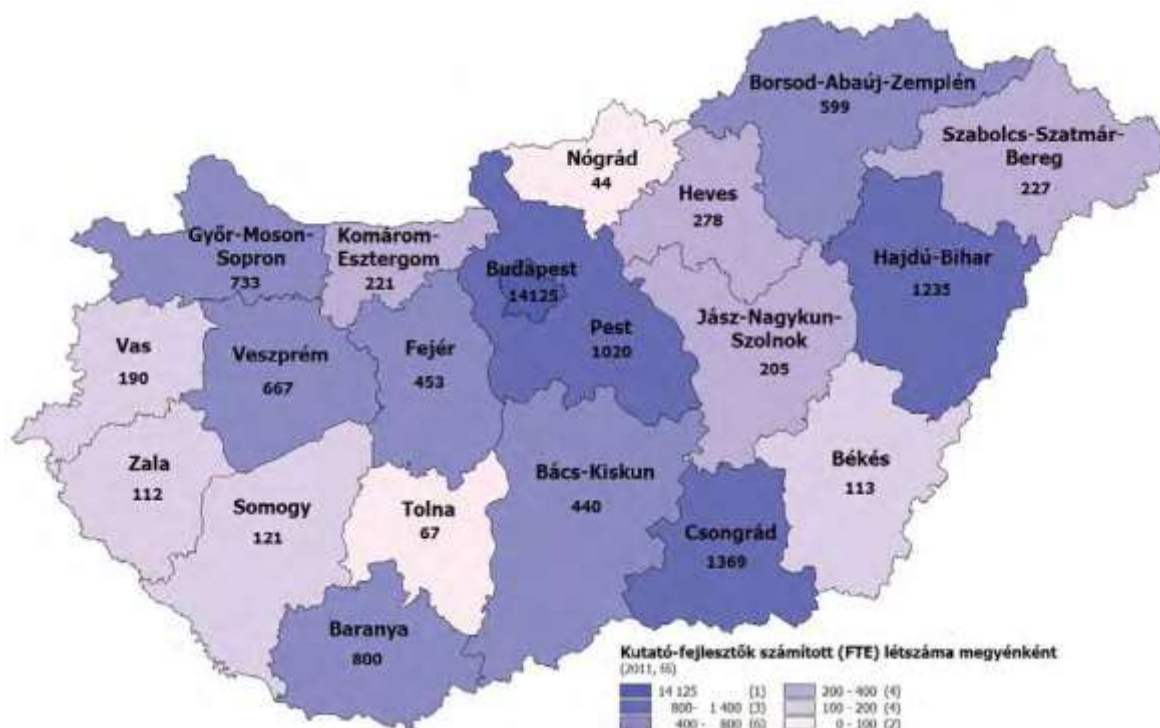 Borsod-Abaúj-Zemplén
599
Szabolcs-Szatmár-
Bereg
227
Nógrád
44
Heves
278
Győr-Moson-
Sopron
733
Komárom-
Esztergom
221
Budapest
14125
Hajdú-Bihar
1235
Pest
1020
Jász-Nagykun-
Szolnok
205
Vas
190
Veszprém
667
Fejér
453
Zala
112
Somogy
121
Tolna
67
Bács-Kiskun
440
Békés
113
Csongrád
1369
Baranya
800
Kutató-fejlesztők számított (FTE) létszáma megyénként
(2011, fő)
14 125 (1)
800- 1 400 (3)
400 - 800 (6)
200 - 400 (4)
100 - 200 (4)
0 - 100 (2)